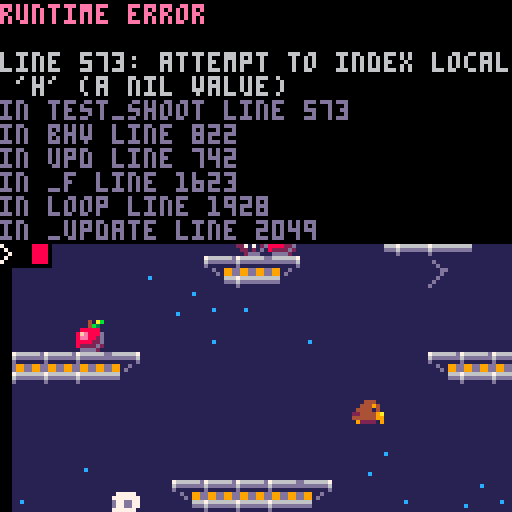 RUNTIME ERROR
LINE 573: ATTEMPT TO INDEX LOCAL
'H' (A NIL VALUE)
IN TEST_SHOOT LINE 573
IN BHV LINE 822
IN UPD LINE 742
IN _F LINE 1623
IN LOOP LINE 1928
IN _UPDATE LINE 2049
>